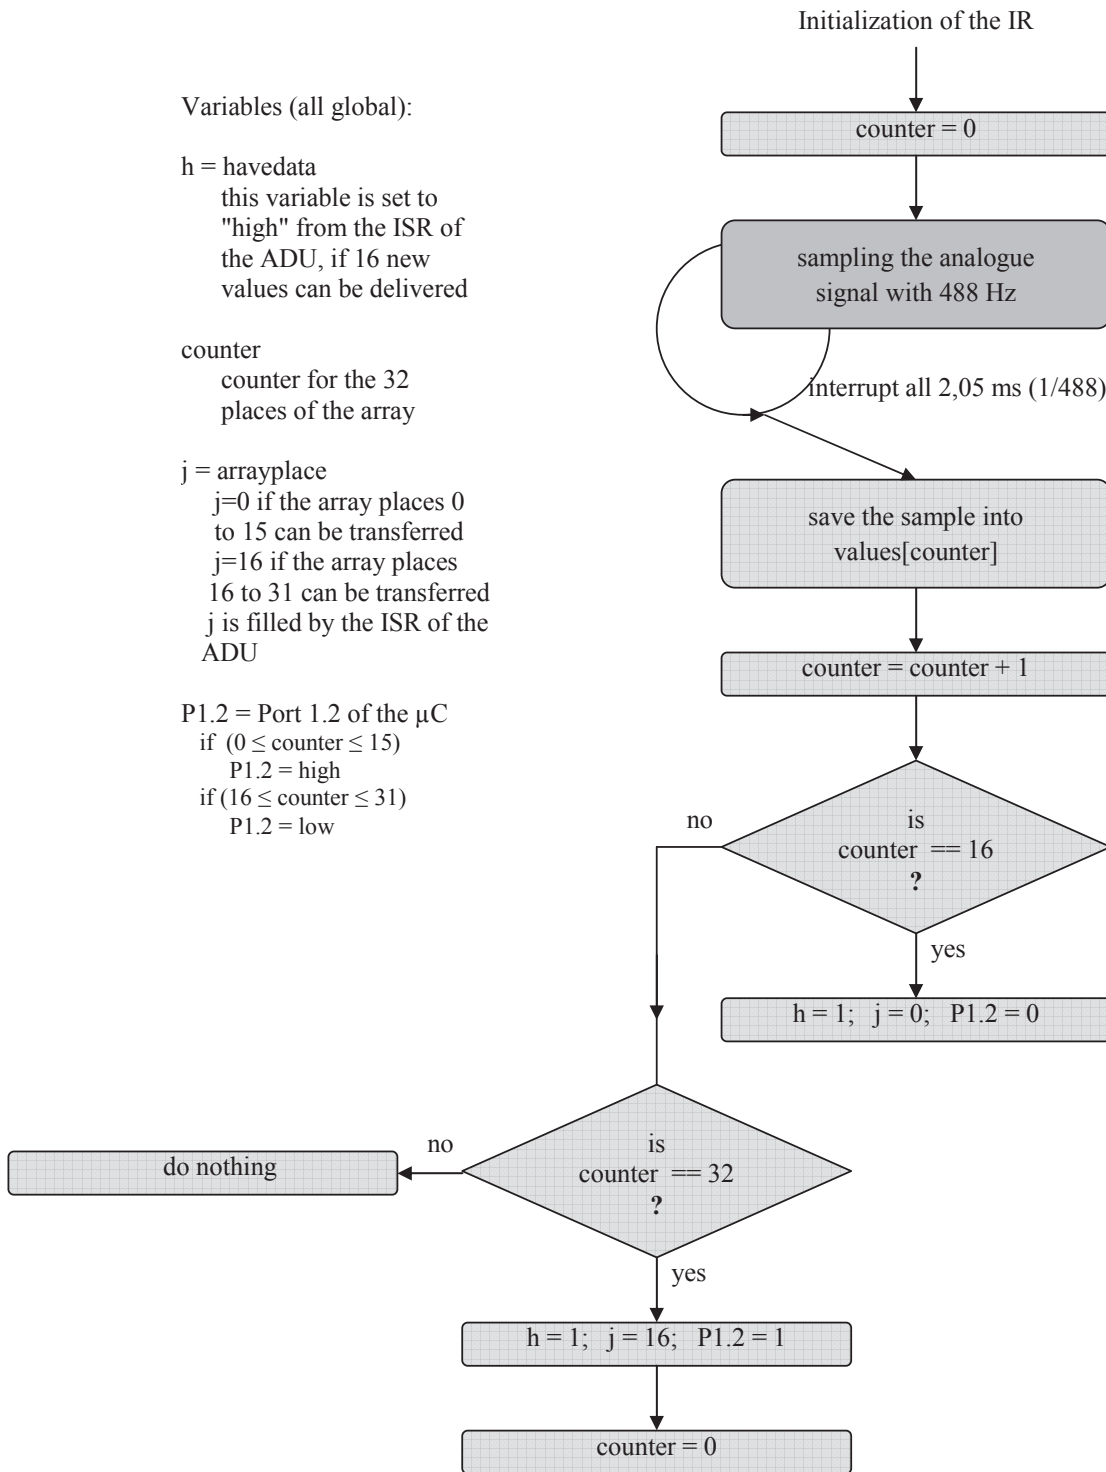 Initialization of the IR
Variables (all global):
h = havedata
this variable is set to
"high" from the ISR of
the ADU, if 16 new
values can be delivered
counter
counter for the 32
places of the array
j = arrayplace
j=0 if the array places 0
to 15 can be transferred
j=16 if the array places
16 to 31 can be transferred
j is filled by the ISR of the
ADU
P1.2 = Port 1.2 of the µC
if (0 ≤ counter ≤ 15)
P1.2 = high
if (16 ≤ counter ≤ 31)
P1.2 = low
counter = 0
sampling the analogue
signal with 488 Hz
interrupt all 2,05 ms (1/488)
save the sample into
values[counter]
counter = counter + 1
is
counter == 16
?
no
yes
h = 1; j = 0; P1.2 = 0
is
counter == 32
?
no
do nothing
yes
h = 1; j = 16; P1.2 = 1
counter = 0